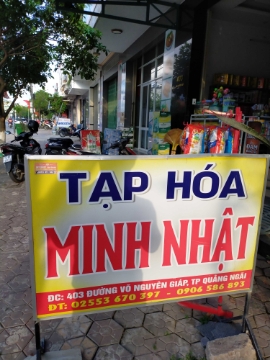 TẠP HÓA
MINH NHẬT
ĐC: 403 ĐƯỜNG VÕ NGUYÊN GIÁP, TP QUẢNG NGÃI
ĐT: 02553 670 397 - 0906 586 893